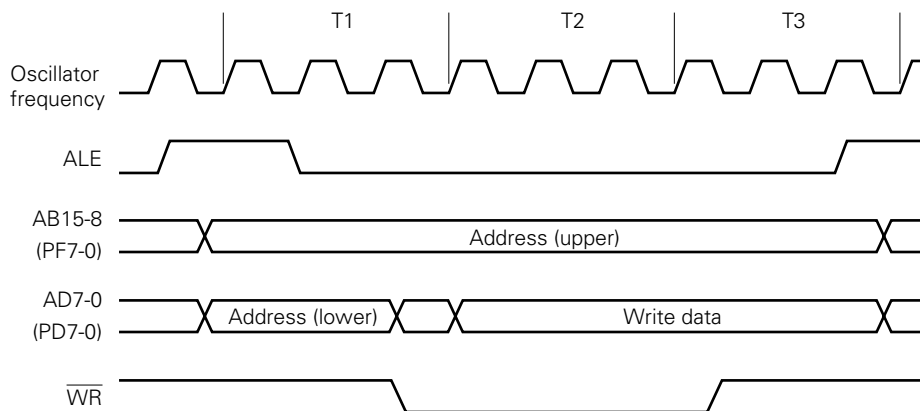 T1 T2 T3
Oscillator
frequency
ALE
AB15-8
(PF7-0)
Address (upper)
AD7-0
(PD7-0)
Address (lower) Write data
WR